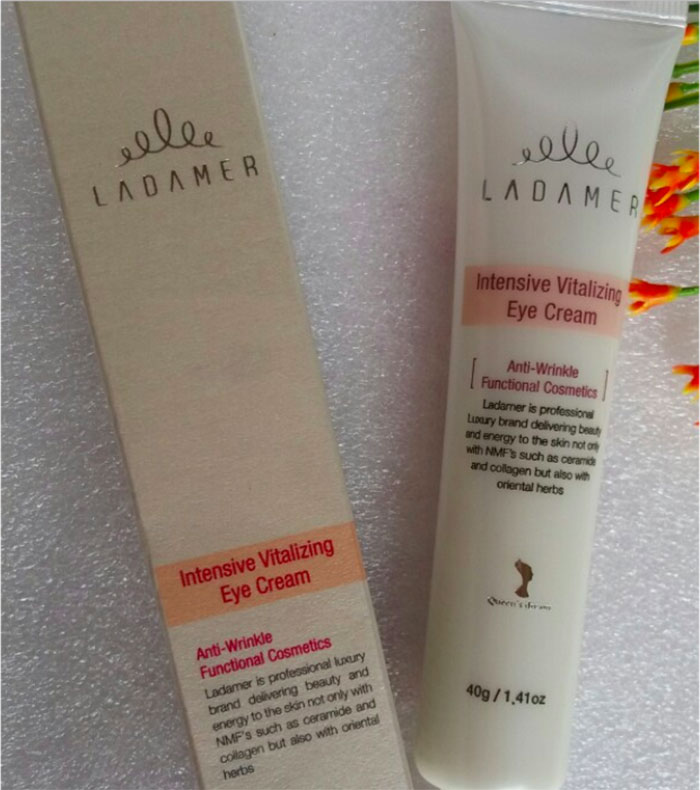 LADAMER
Intensive Vitalizing
Eye Cream
Anti-Wrinkle
Functional Cosmetics
Ladamer is professional luxury
brand delivering beauty and
energy to the skin not only with
NMF's such as ceramide and
collagen but also with oriental
herbs
LADAMER
Intensive Vitalizing
Eye Cream
[ Anti-Wrinkle
Functional Cosmetics ]
Ladamer is professional
Luxury brand delivering beauty
and energy to the skin not only
with NMF's such as ceramide
and collagen but also with
oriental herbs
Queen's
40g / 1.41oz